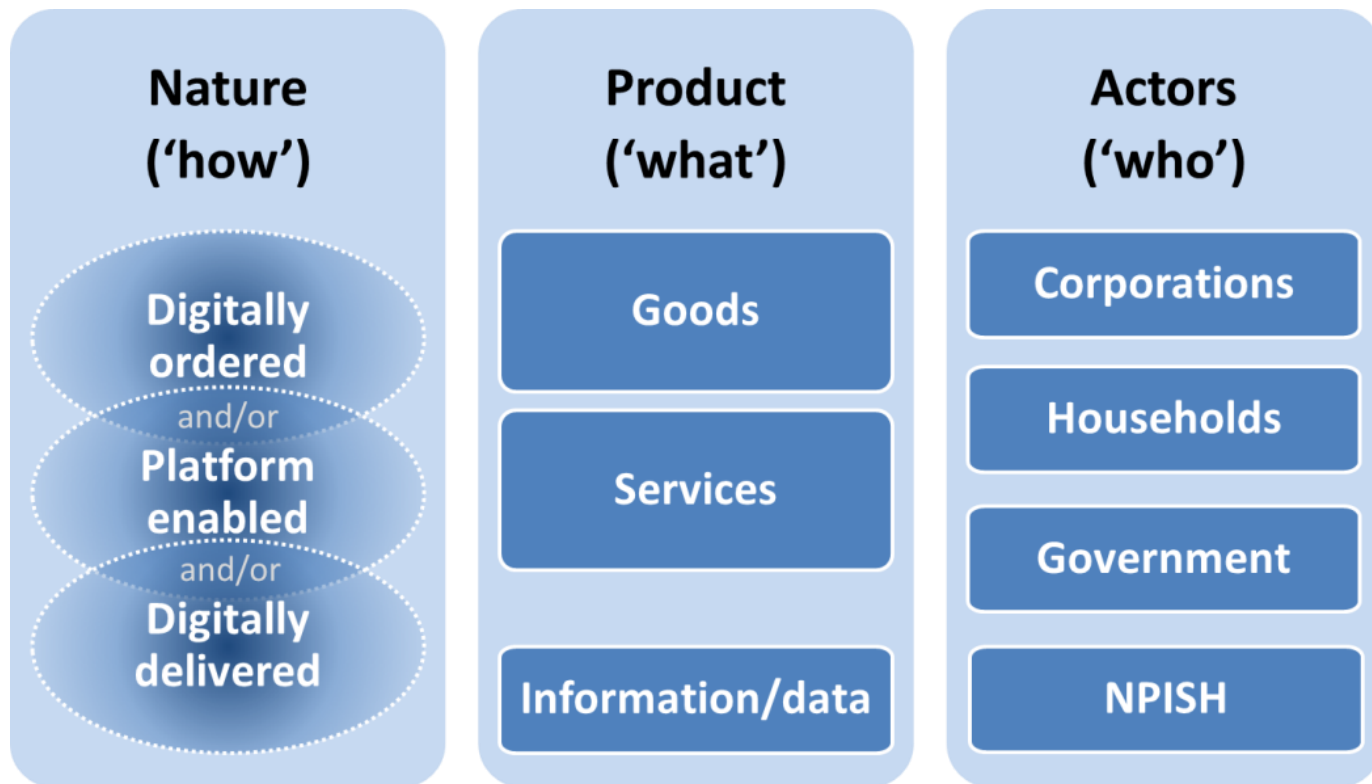 Nature
(‘how’)
Digitally
ordered
and/or
Platform
enabled
and/or
Digitally
delivered
Product
(‘what’)
Goods
Services
Information/data
Actors
(‘who’)
Corporations
Households
Government
NPISH